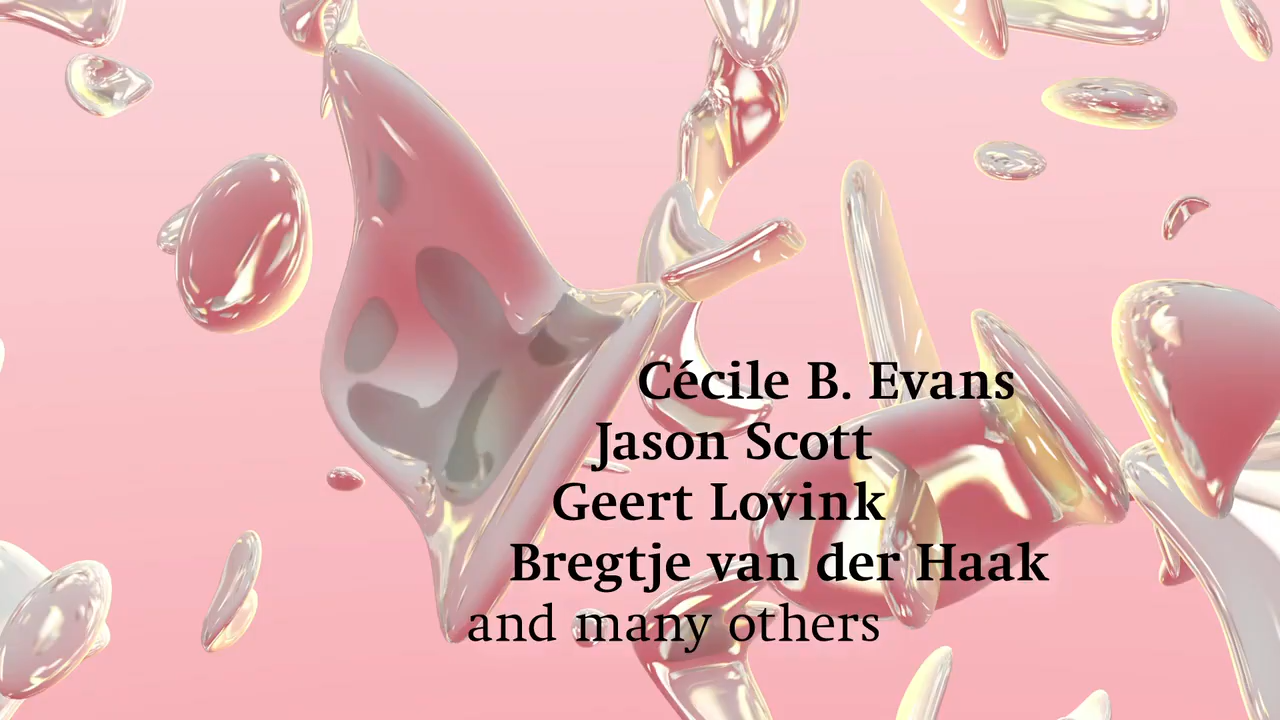 Cécile B. Evans
Jason Scott
Geert Lovink
Bregtje van der Haak
and many others